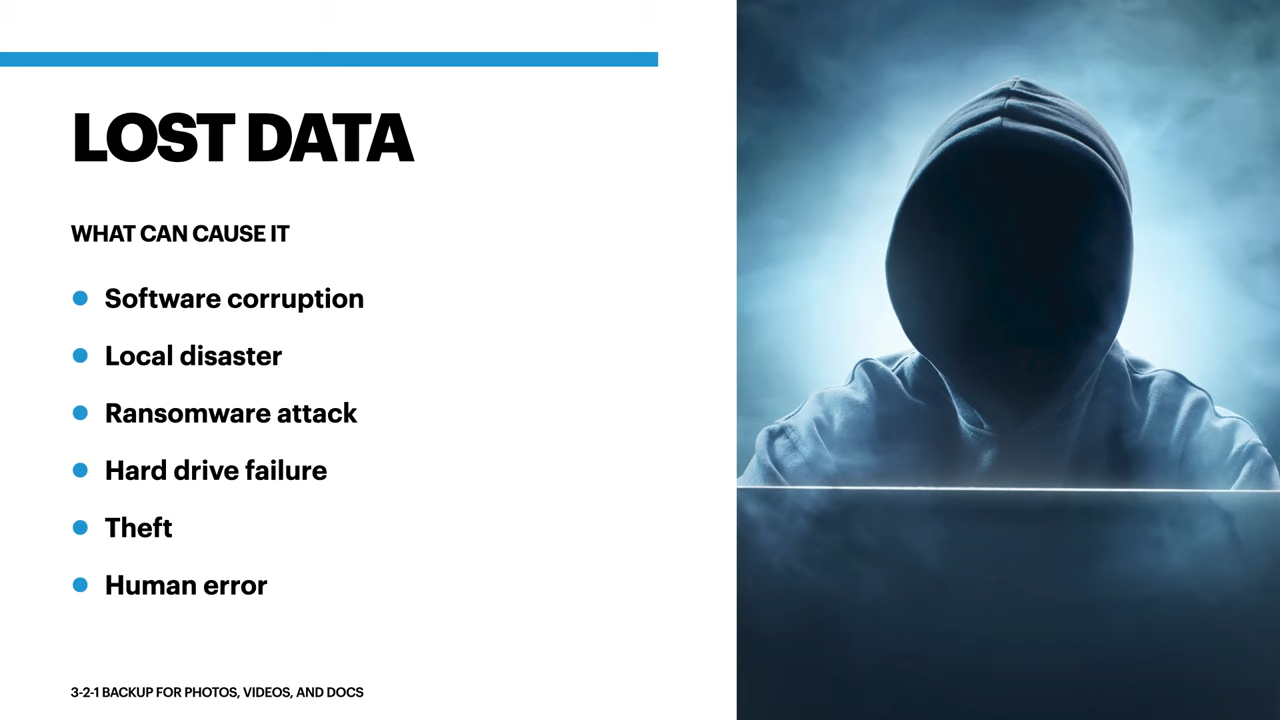 LOST DATA
WHAT CAN CAUSE IT
Software corruption
Local disaster
Ransomware attack
Hard drive failure
Theft
Human error
3-2-1 BACKUP FOR PHOTOS, VIDEOS, AND DOCS